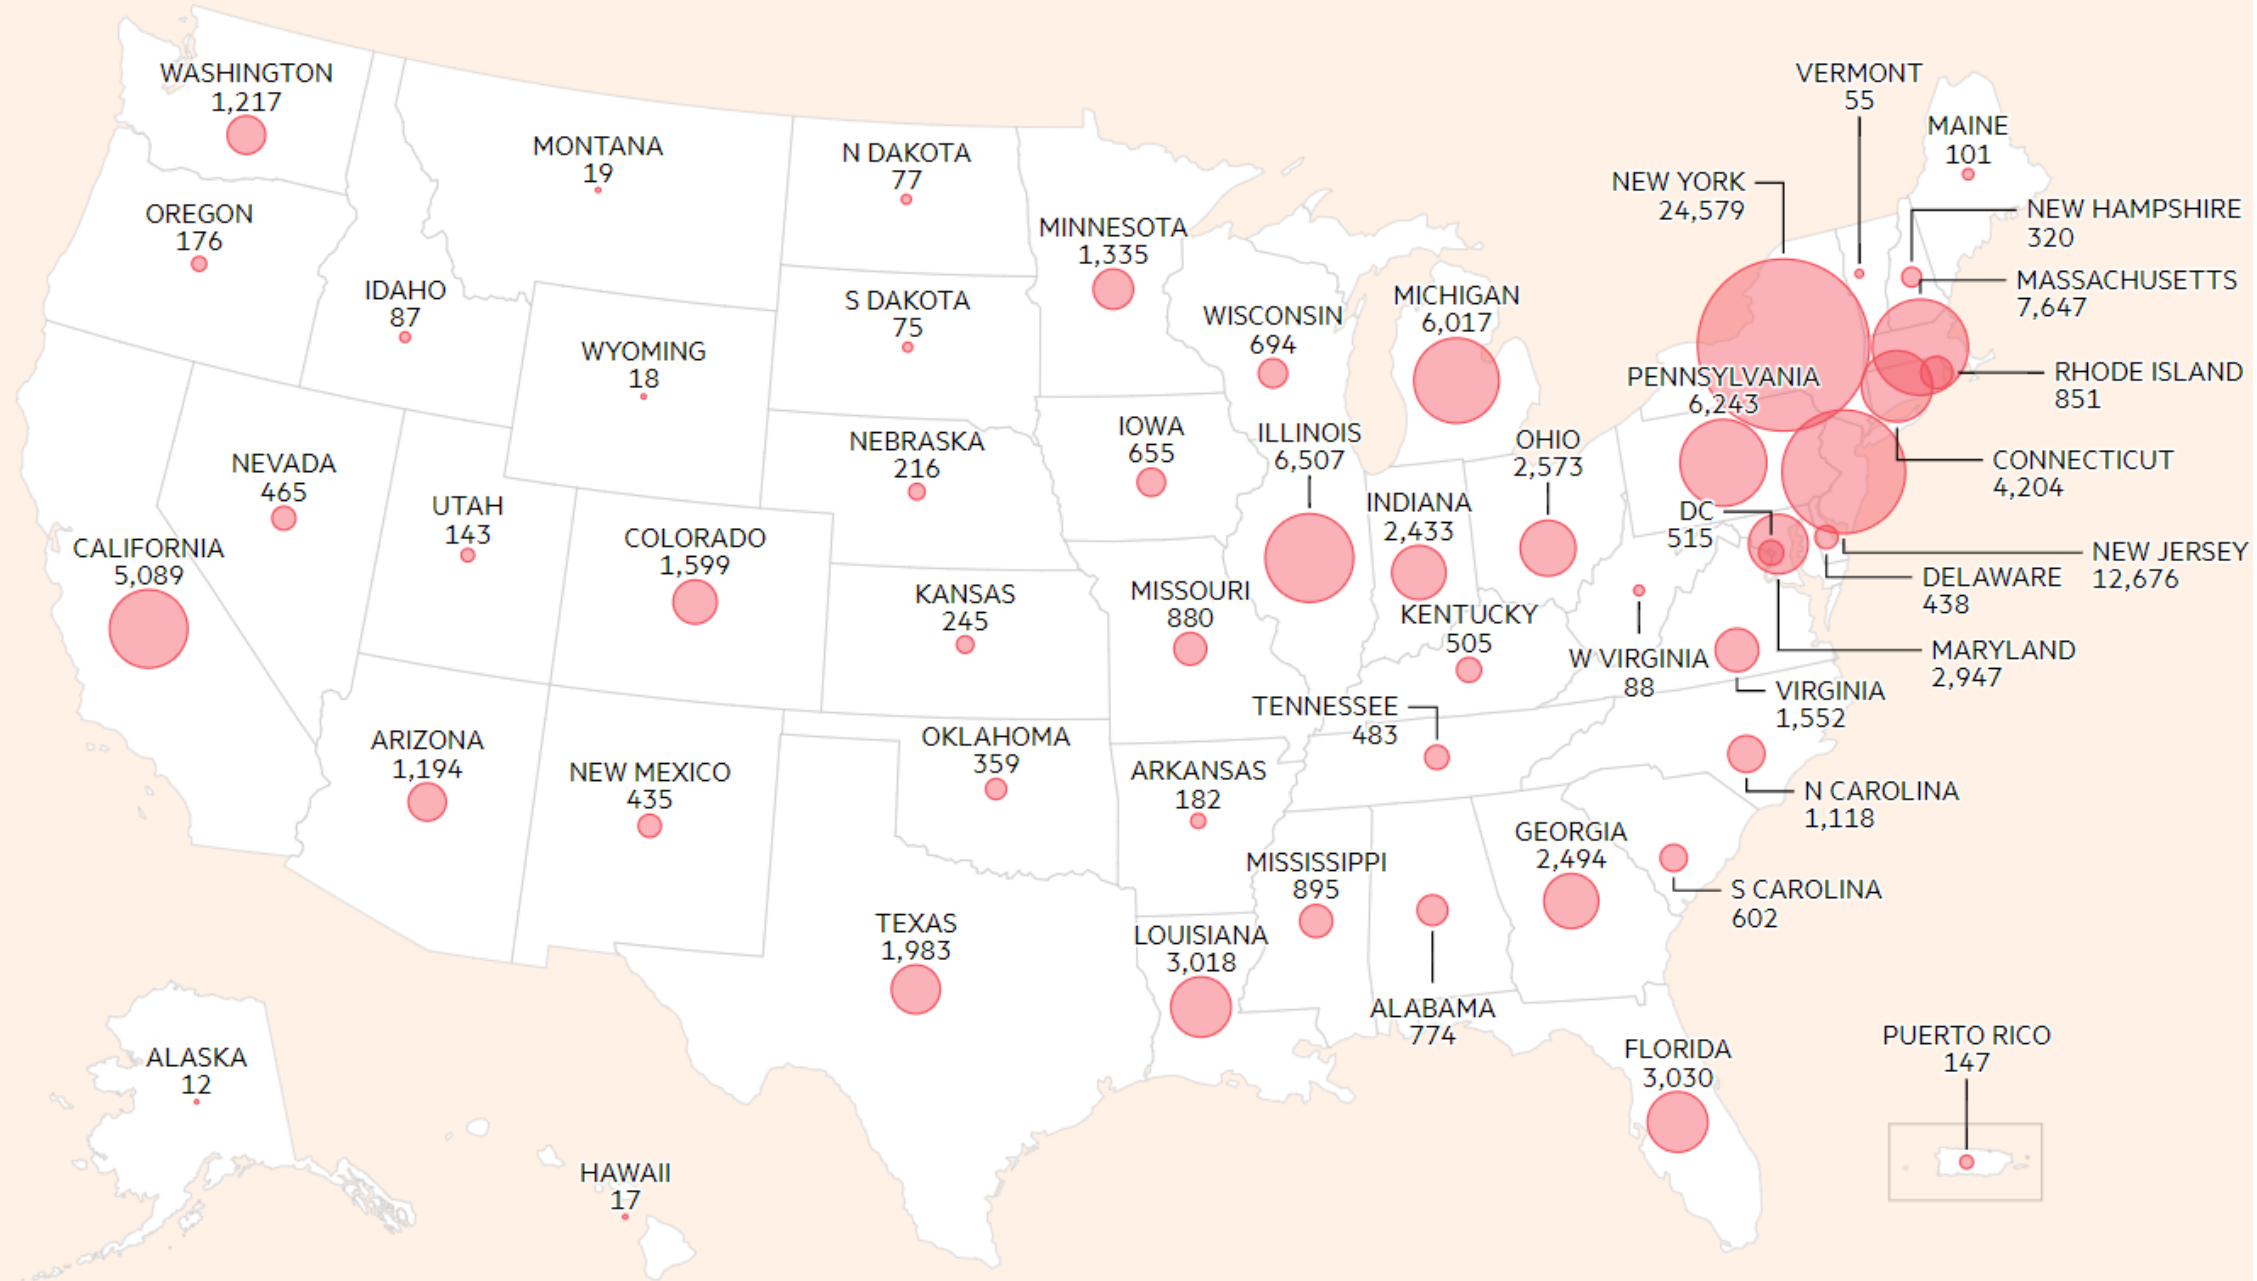 WASHINGTON
1,217
OREGON
176
CALIFORNIA
5,089
NEVADA
465
IDAHO
87
MONTANA
19
WYOMING
18
UTAH
143
COLORADO
1,599
ARIZONA
1,194
NEW MEXICO
435
N DAKOTA
77
S DAKOTA
75
NEBRASKA
216
KANSAS
245
OKLAHOMA
359
TEXAS
1,983
MINNESOTA
1,335
IOWA
655
MISSOURI
880
ARKANSAS
182
LOUISIANA
3,018
WISCONSIN
694
ILLINOIS
6,507
MICHIGAN
6,017
INDIANA
2,433
OHIO
2,573
KENTUCKY
505
TENNESSEE
483
MISSISSIPPI
895
ALABAMA
774
GEORGIA
2,494
FLORIDA
3,030
S CAROLINA
602
N CAROLINA
1,118
VIRGINIA
1,552
W VIRGINIA
88
MARYLAND
2,947
DC
515
DELAWARE
438
NEW JERSEY
12,676
PENNSYLVANIA
6,243
NEW YORK
24,579
CONNECTICUT
4,204
RHODE ISLAND
851
MASSACHUSETTS
7,647
NEW HAMPSHIRE
320
VERMONT
55
MAINE
101
ALASKA
12
HAWAII
17
PUERTO RICO
147